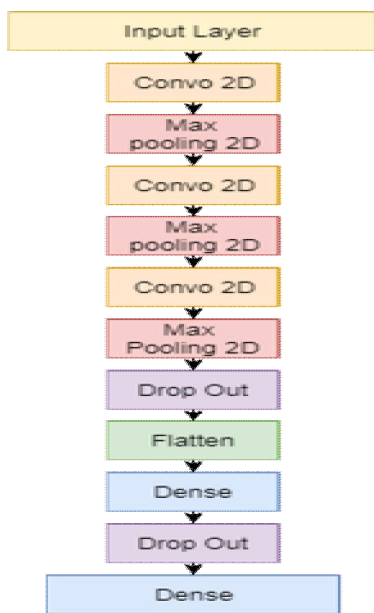 Input Layer
Convo 2D
Max
pooling 2D
Convo 2D
Max
pooling 2D
Convo 2D
Max
Pooling 2D
Drop Out
Flatten
Dense
Drop Out
Dense